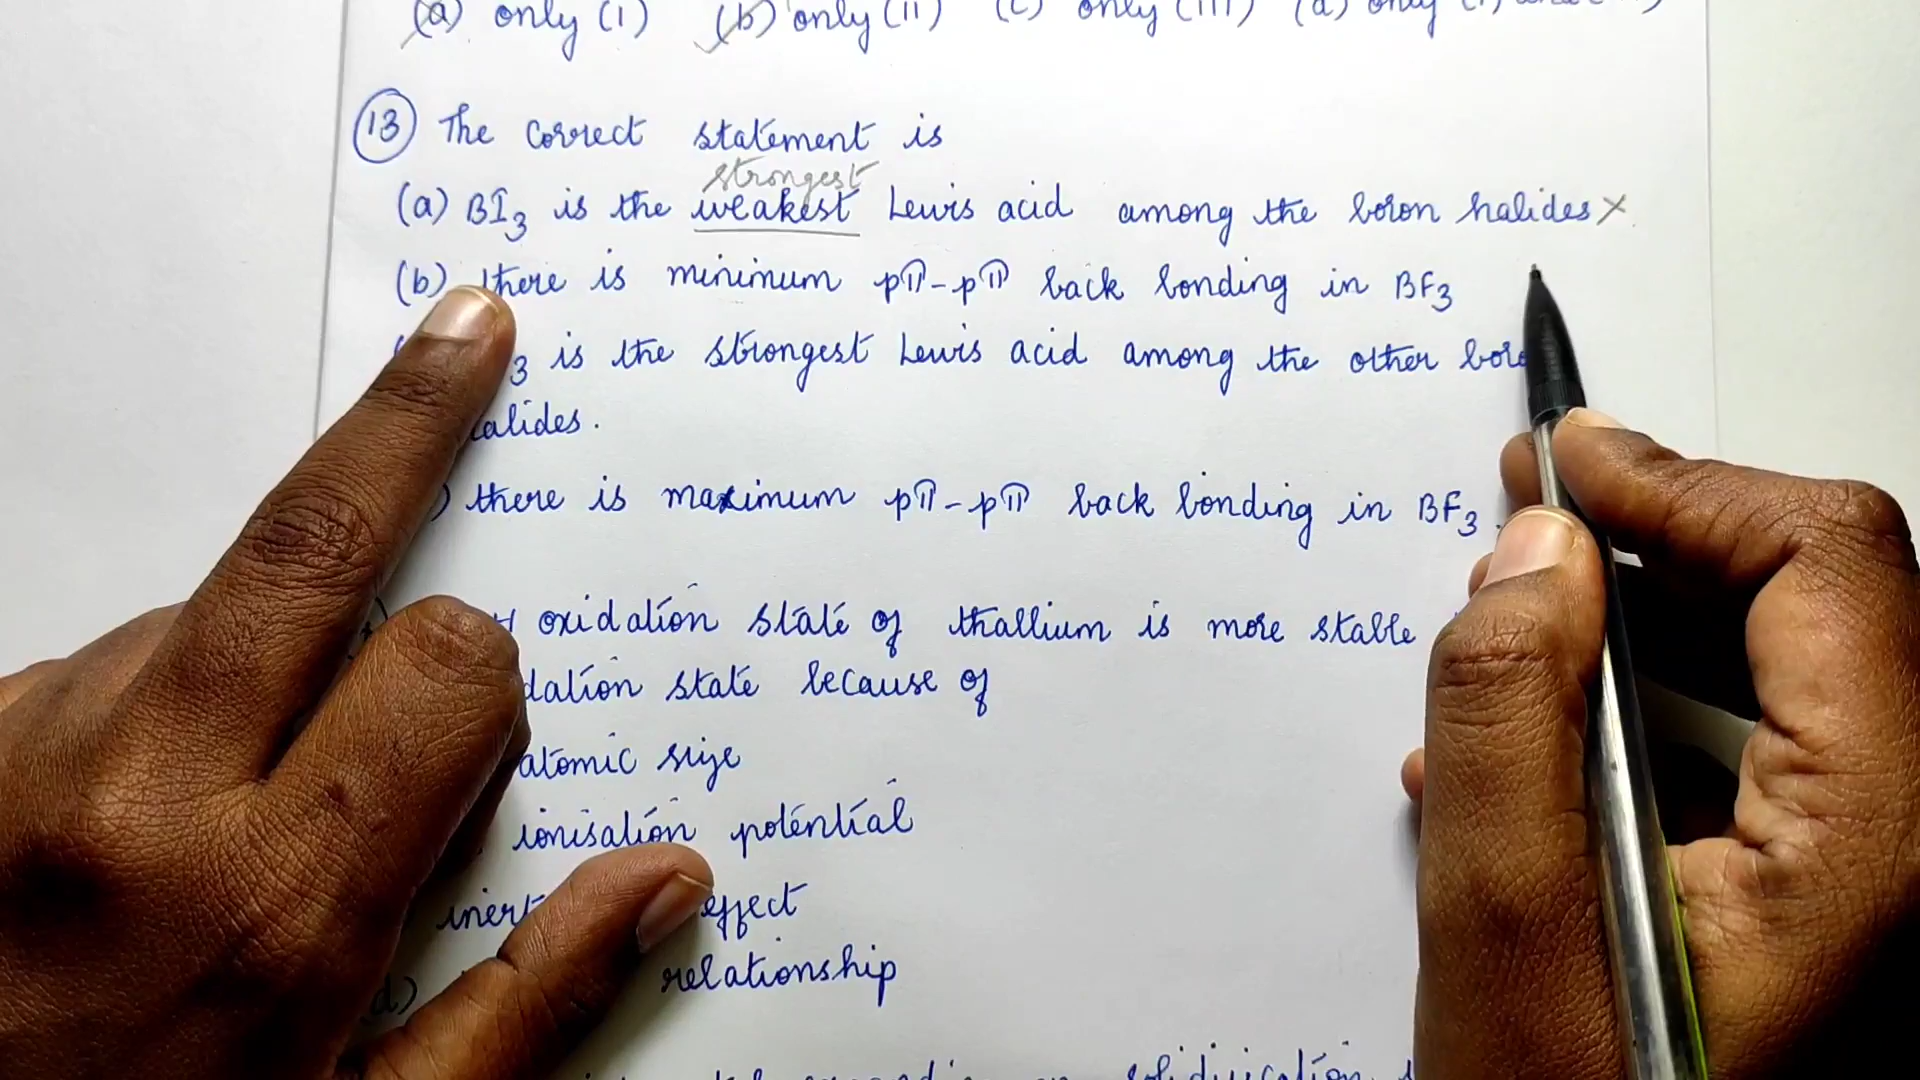 (a) only (I) (b) only (II) (c) only (III) (d) only
(13) The correct statement is
strongest
(a) BI3 is the weakest Lewis acid among the boron halides ×
(b) there is minimum pπ-pπ back bonding in BF3
3 is the strongest Lewis acid among the other
alides.
) there is maximum pπ-pπ back bonding in BF3.
oxidation state of thallium is more stable
dation state because of
atomic size
ionisation potential
inert effect
d) relationship
solidification